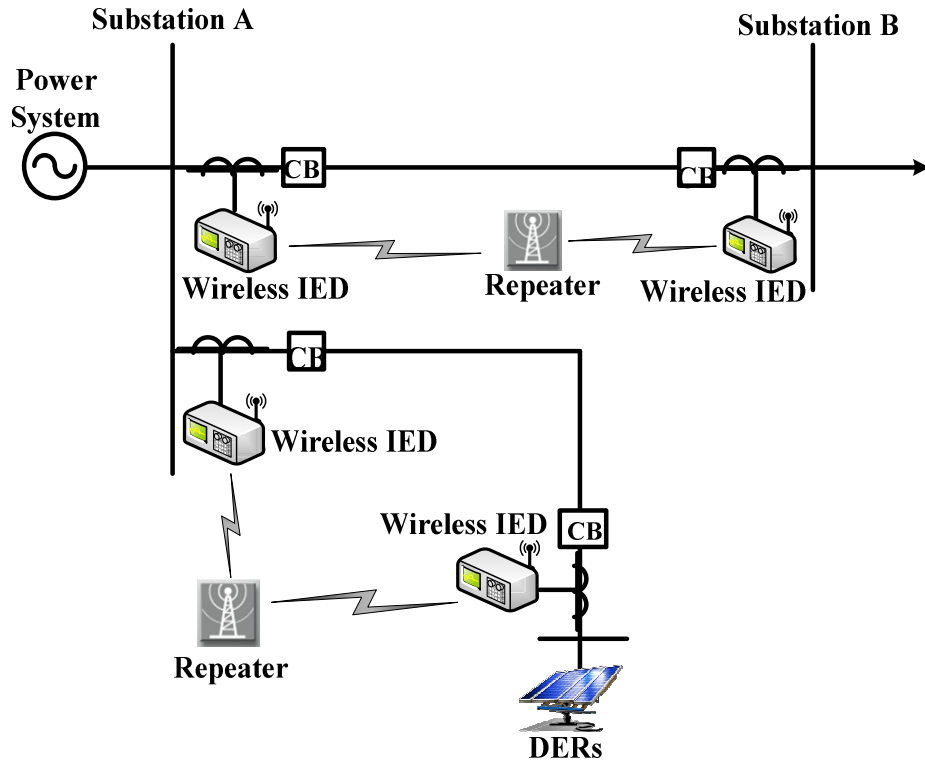 Substation A
Substation B
Power
System
CB
CB
Wireless IED
Repeater
Wireless IED
CB
Wireless IED
Wireless IED
CB
Repeater
DERs